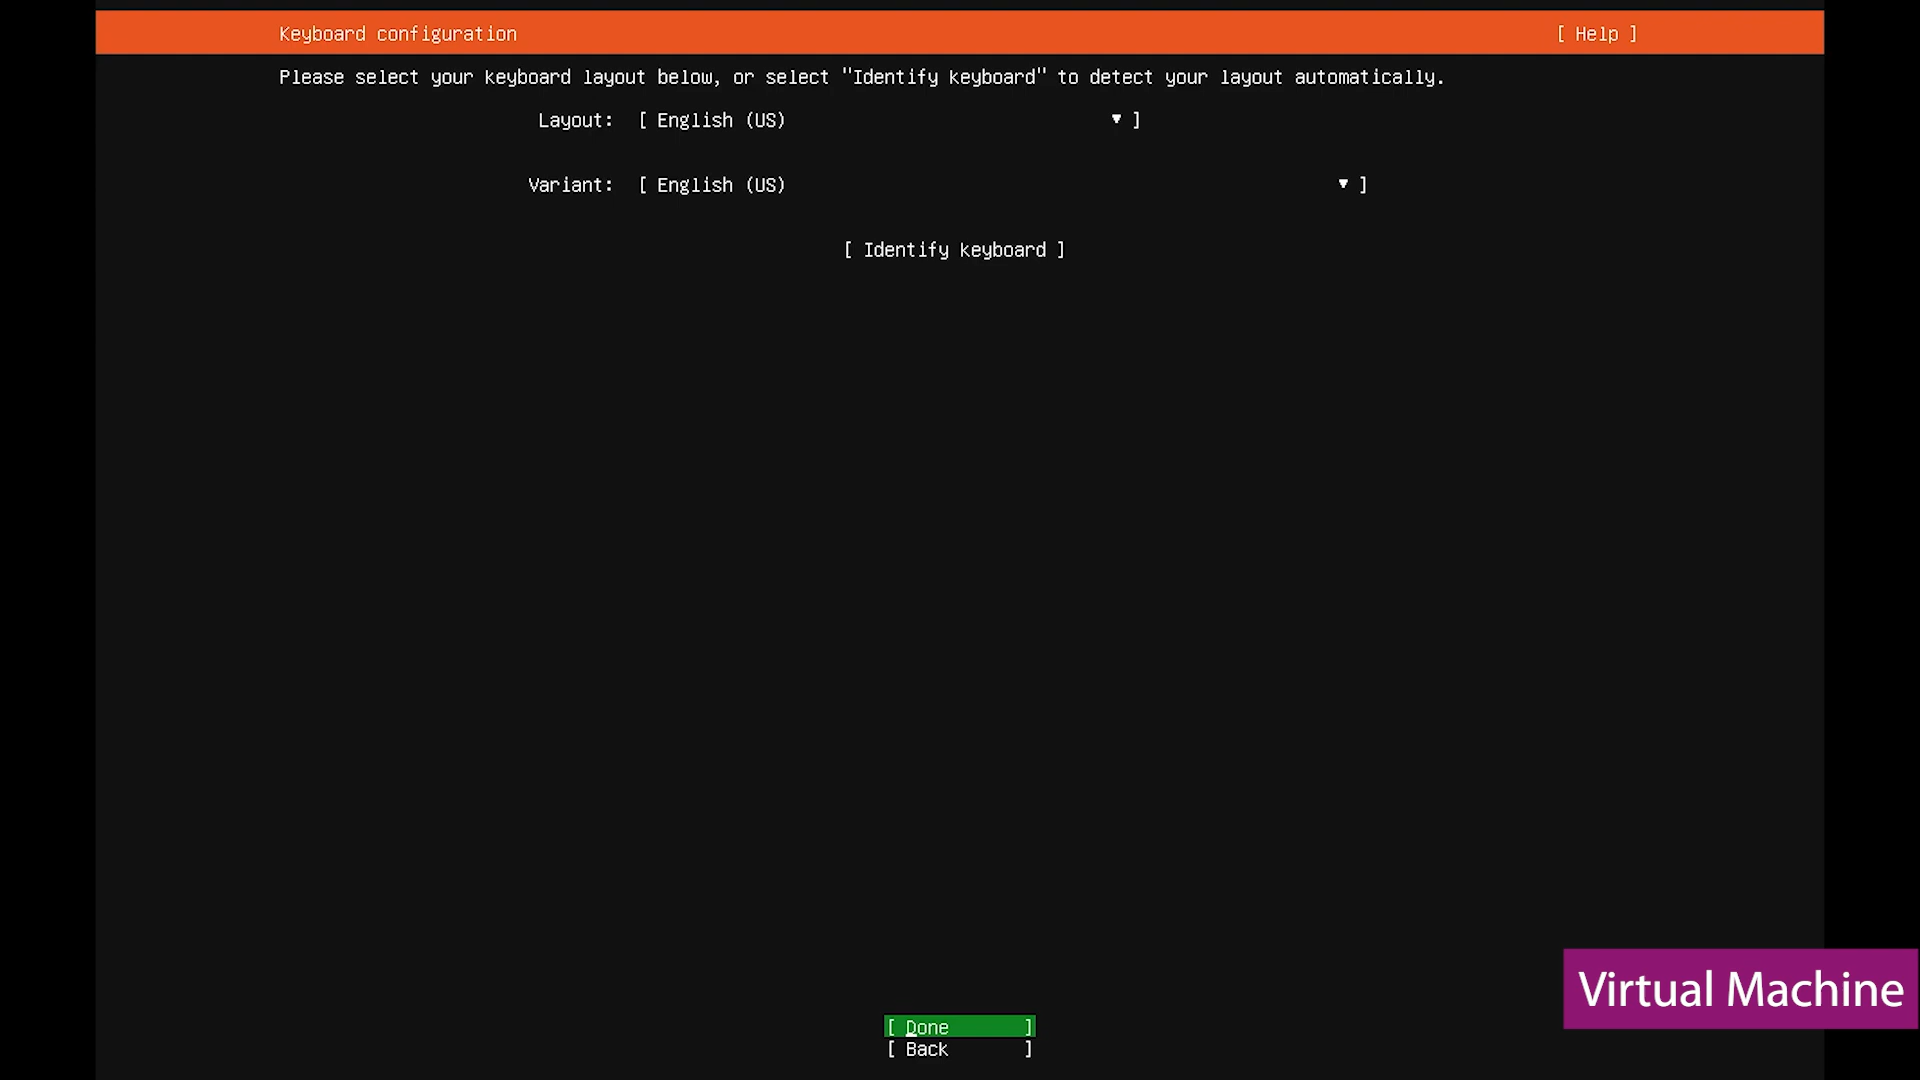 Keyboard configuration [ Help ]
Please select your keyboard layout below, or select "Identify keyboard" to detect your layout automatically.
Layout: [ English (US) ▾ ]
Variant: [ English (US) ▾ ]
[ Identify keyboard ]
Virtual Machine
[ Done ]
[ Back ]